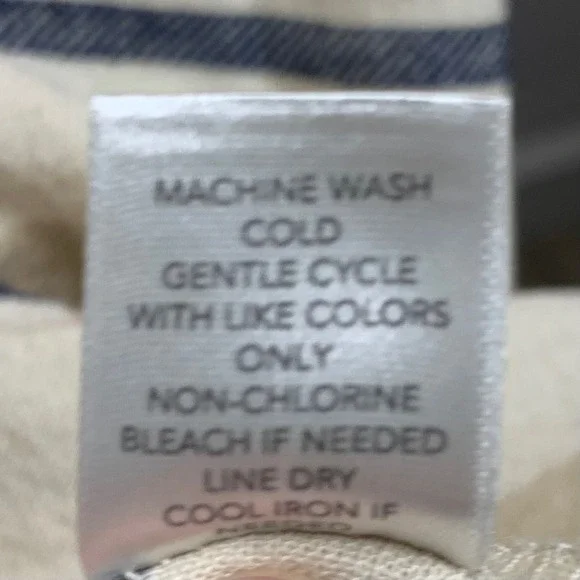 MACHINE WASH
COLD
GENTLE CYCLE
WITH LIKE COLORS
ONLY
NON-CHLORINE
BLEACH IF NEEDED
LINE DRY
COOL IRON IF
NEEDED